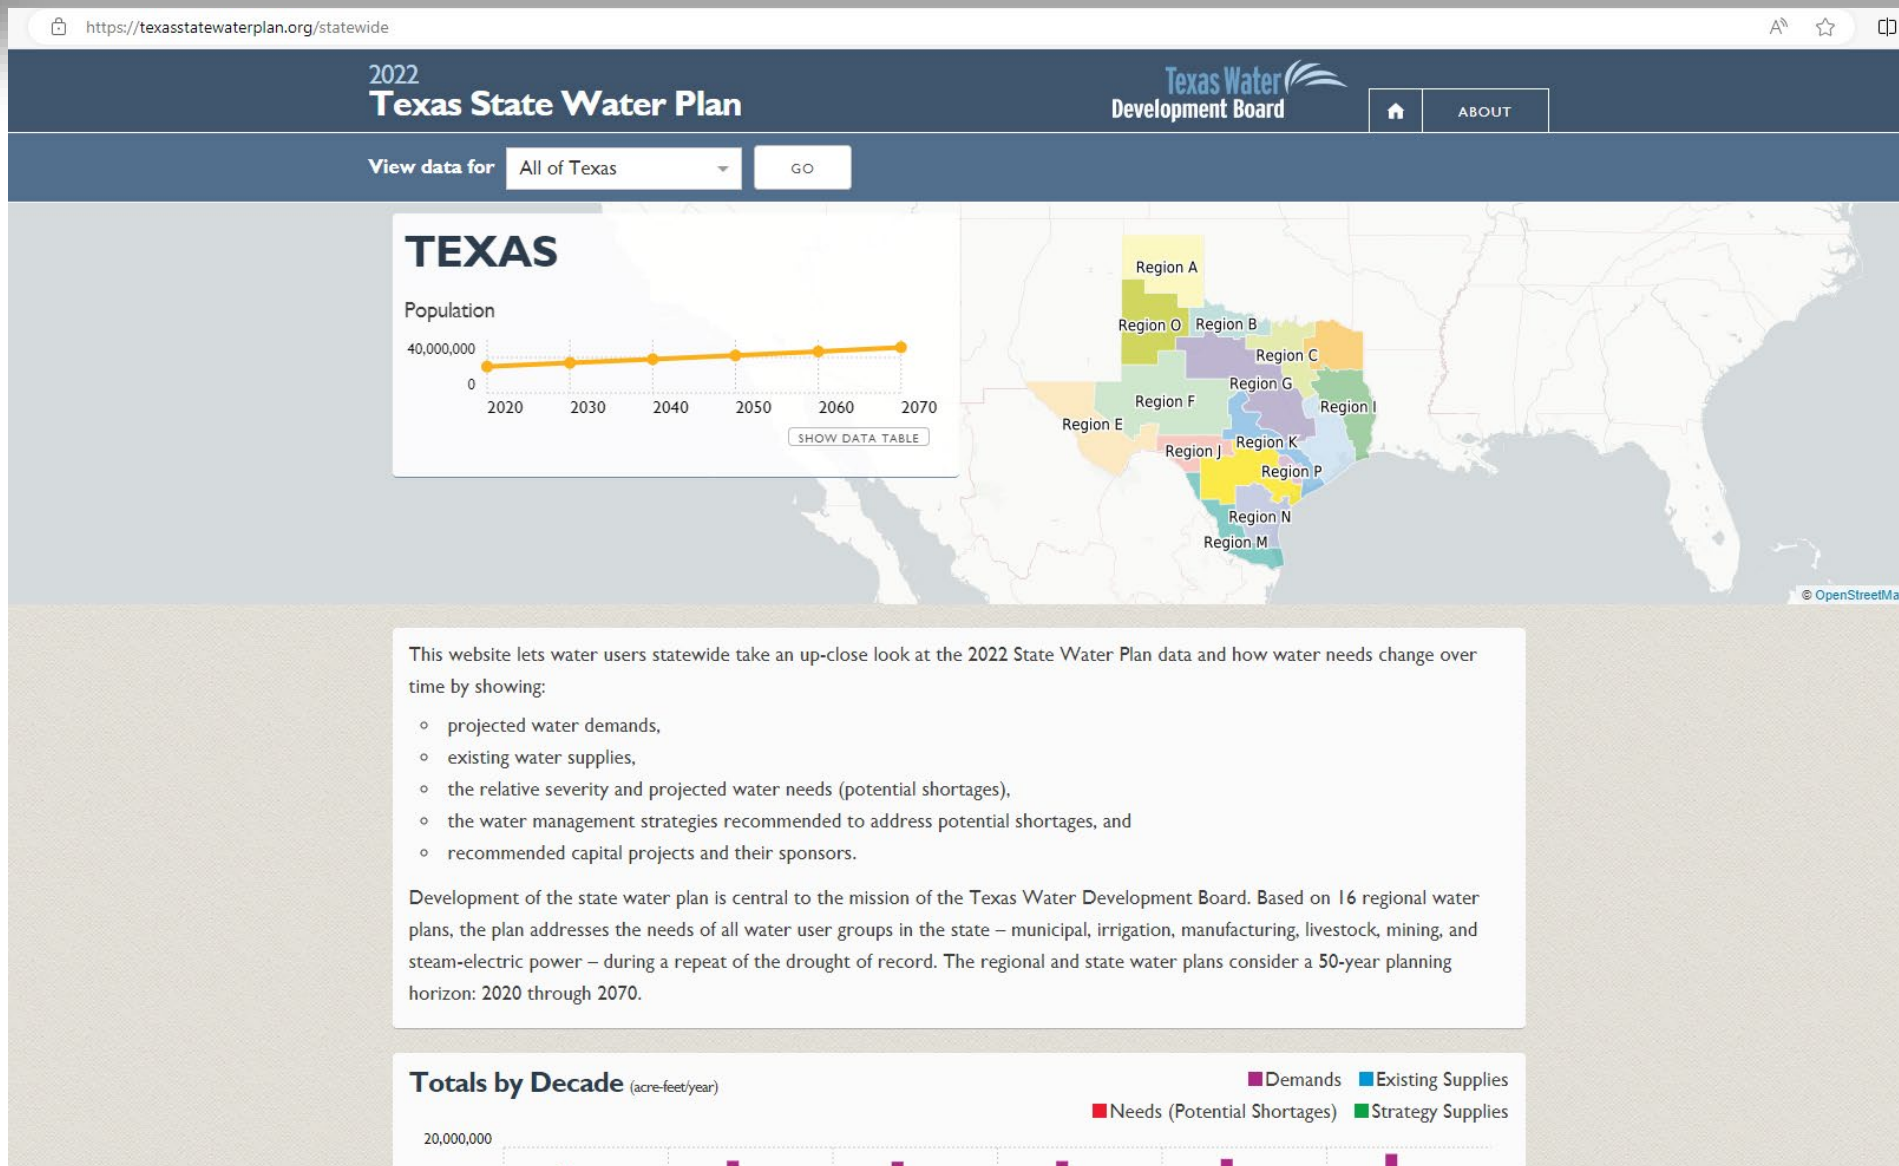 https://texasstatewaterplan.org/statewide
2022
Texas State Water Plan
Texas Water
Development Board
ABOUT
View data for
All of Texas
GO
TEXAS
Population
40,000,000
0
2020 2030 2040 2050 2060 2070
SHOW DATA TABLE
Region A
Region O
Region B
Region C
Region G
Region F
Region I
Region E
Region K
Region J
Region P
Region N
Region M
© OpenStreetMa
This website lets water users statewide take an up-close look at the 2022 State Water Plan data and how water needs change over
time by showing:
projected water demands,
existing water supplies,
the relative severity and projected water needs (potential shortages),
the water management strategies recommended to address potential shortages, and
recommended capital projects and their sponsors.
Development of the state water plan is central to the mission of the Texas Water Development Board. Based on 16 regional water
plans, the plan addresses the needs of all water user groups in the state – municipal, irrigation, manufacturing, livestock, mining, and
steam-electric power – during a repeat of the drought of record. The regional and state water plans consider a 50-year planning
horizon: 2020 through 2070.
Totals by Decade (acre-feet/year)
Demands Existing Supplies
Needs (Potential Shortages) Strategy Supplies
20,000,000